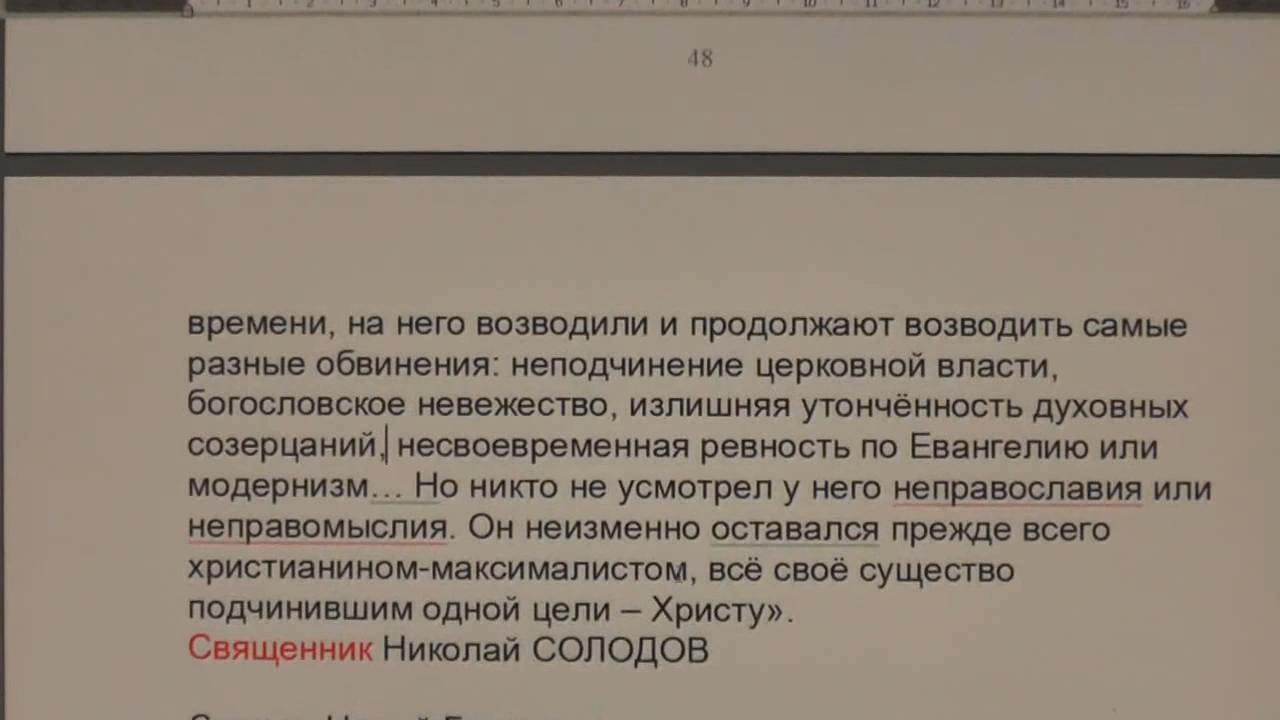 48
времени, на него возводили и продолжают возводить самые
разные обвинения: неподчинение церковной власти,
богословское невежество, излишняя утончённость духовных
созерцаний, несвоевременная ревность по Евангелию или
модернизм… Но никто не усмотрел у него неправославия или
неправомыслия. Он неизменно оставался прежде всего
христианином-максималистом, всё своё существо
подчинившим одной цели – Христу».
Священник Николай СОЛОДОВ